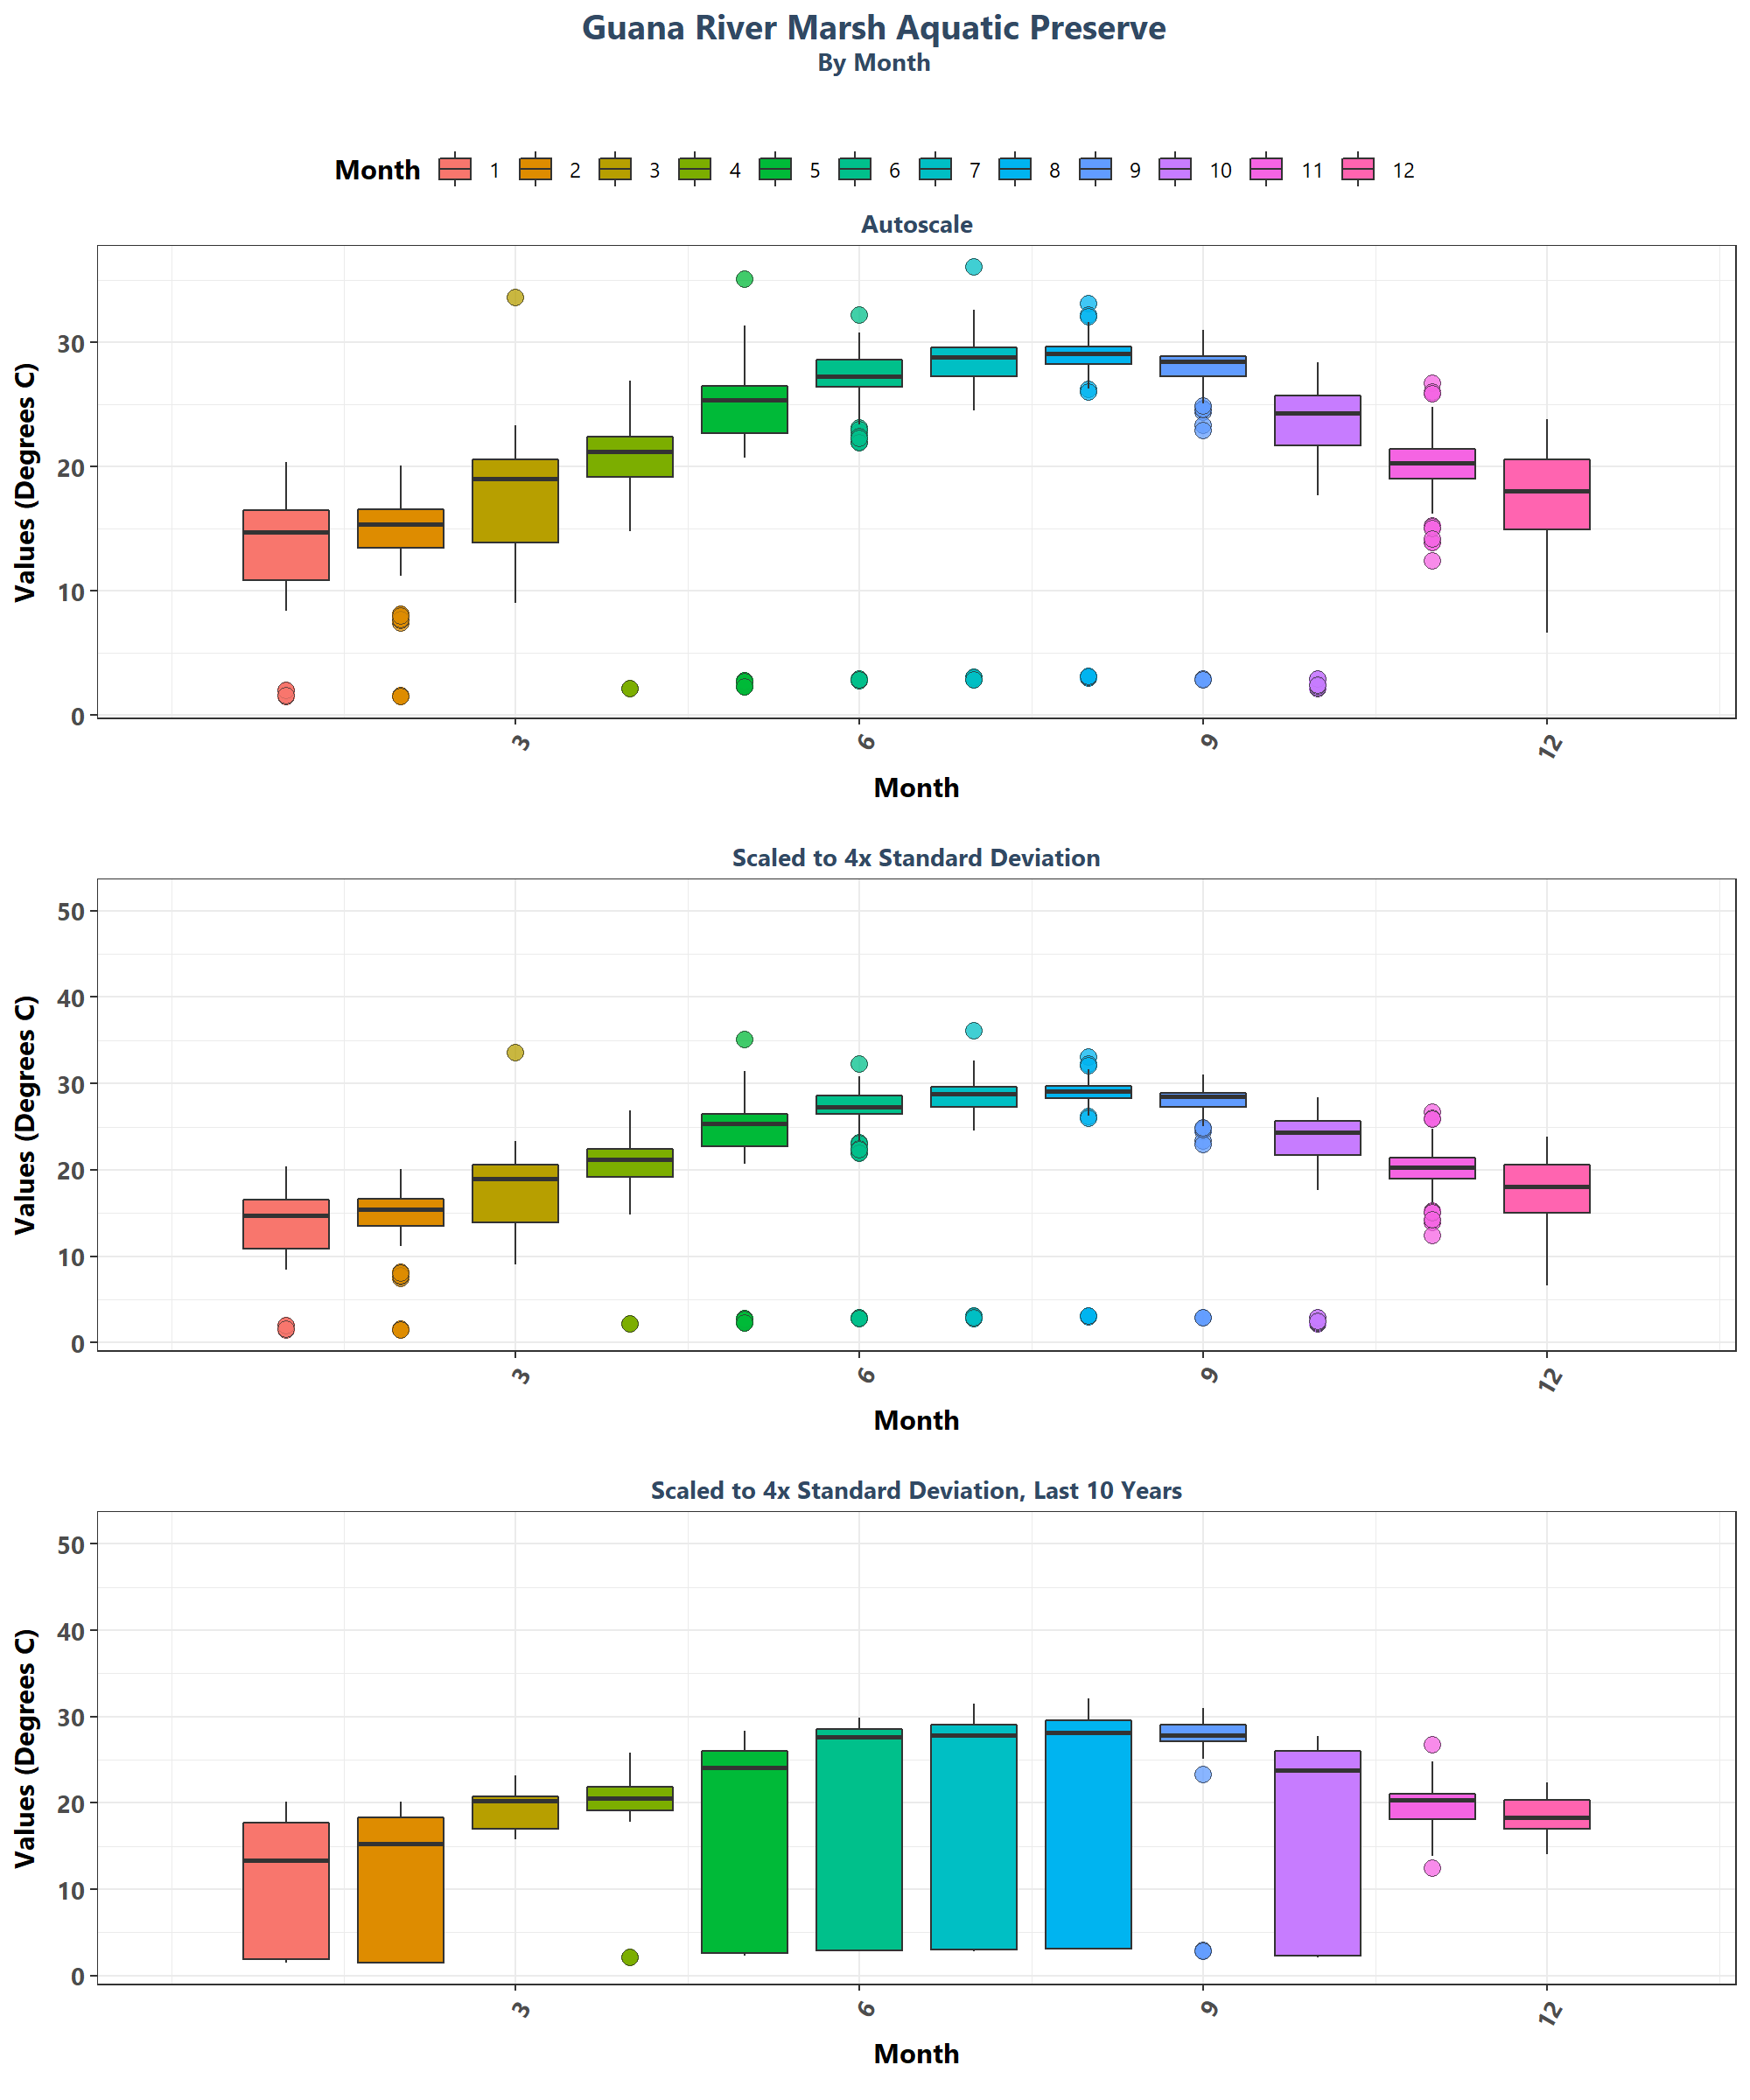 Guana River Marsh Aquatic Preserve
By Month
Month 1 2 3 4 5 6 7 8 9 10 11 12
Autoscale
Values (Degrees C)
30
20
10
0
3 6 9 12
Month
Scaled to 4x Standard Deviation
Values (Degrees C)
50
40
30
20
10
0
3 6 9 12
Month
Scaled to 4x Standard Deviation, Last 10 Years
Values (Degrees C)
50
40
30
20
10
0
3 6 9 12
Month